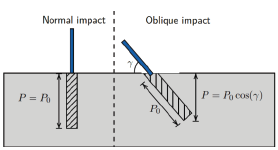 Normal impact
Oblique impact
γ
P = P₀
P₀
P = P₀ cos(γ)